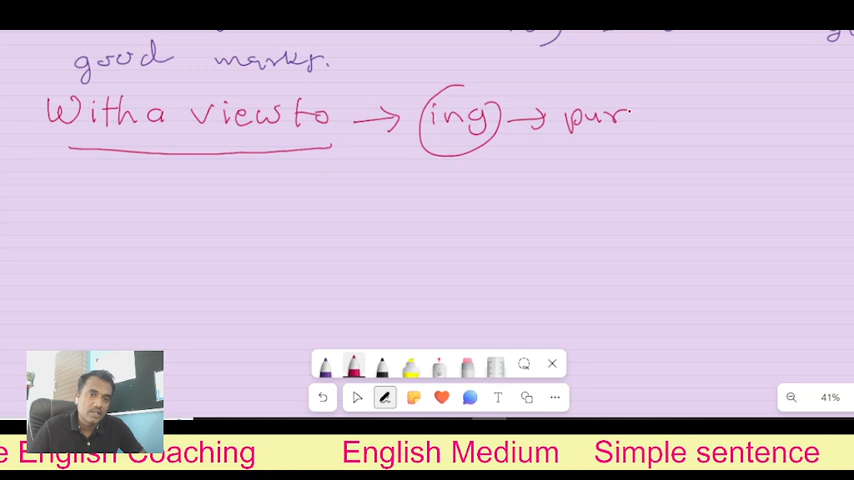 good marks.
With a view to → ing → pur
41%
e English Coaching English Medium Simple sentence